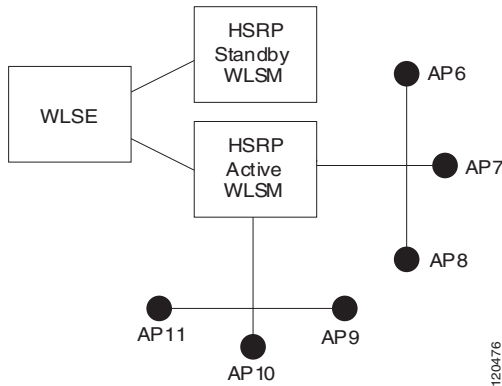 HSRP
Standby
WLSM
WLSE
HSRP
Active
WLSM
AP6
AP7
AP8
AP11
AP10
AP9
120476